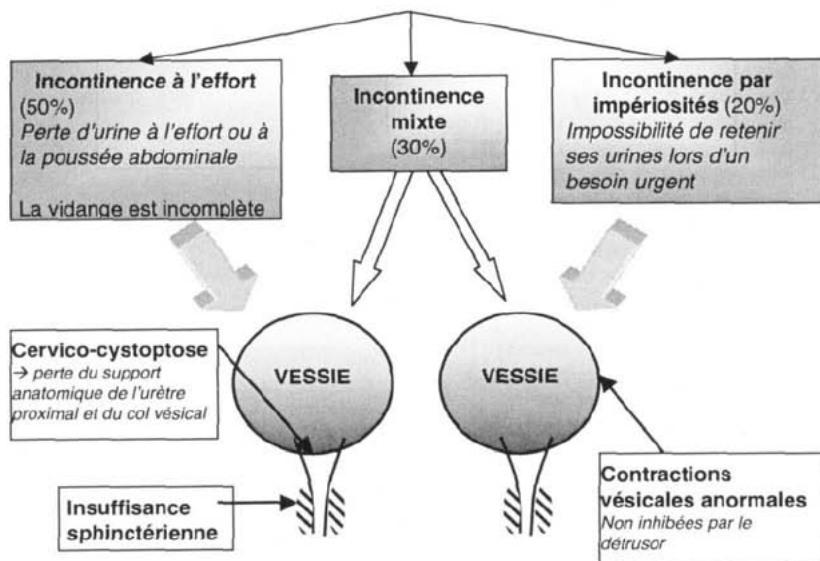 Incontinence à l'effort
(50%)
Perte d'urine à l'effort ou à
la poussée abdominale
La vidange est incomplète
Incontinence
mixte
(30%)
Incontinence par
impériosités (20%)
Impossibilité de retenir
ses urines lors d'un
besoin urgent
Cervico-cystoptose
→ perte du support
anatomique de l'urètre
proximal et du col vésical
VESSIE
VESSIE
Insuffisance
sphinctérienne
Contractions
vésicales anormales
Non inhibées par le
détrusor